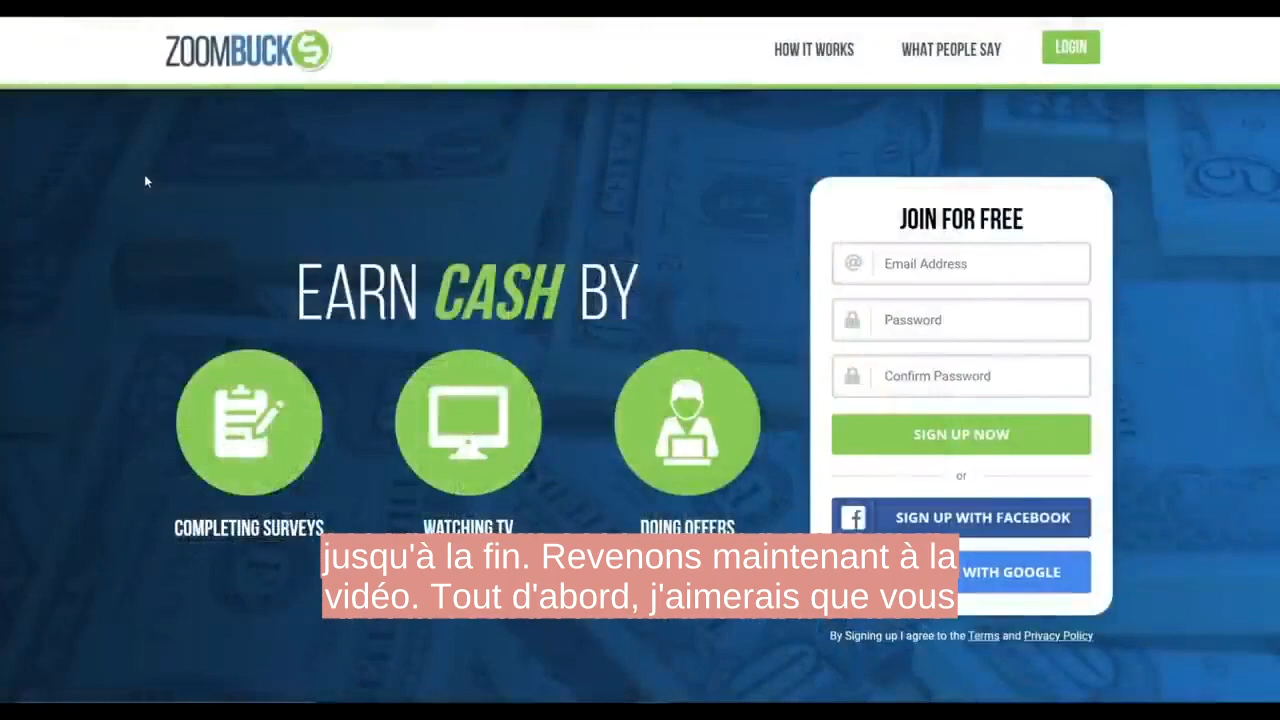 ZOOMBUCK$
HOW IT WORKS
WHAT PEOPLE SAY
LOGIN
EARN CASH BY
COMPLETING SURVEYS
WATCHING TV
DOING OFFERS
JOIN FOR FREE
@ Email Address
Password
Confirm Password
SIGN UP NOW
or
f SIGN UP WITH FACEBOOK
WITH GOOGLE
By Signing up I agree to the Terms and Privacy Policy
jusqu'à la fin. Revenons maintenant à la
vidéo. Tout d'abord, j'aimerais que vous